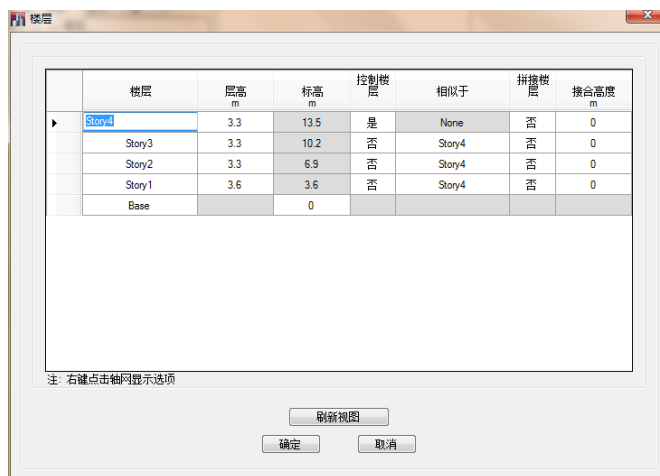 楼层
楼层 层高 m 标高 m 控制楼层 相似于 拼接楼层 接合高度 m
Story4 3.3 13.5 是 None 否 0
Story3 3.3 10.2 否 Story4 否 0
Story2 3.3 6.9 否 Story4 否 0
Story1 3.6 3.6 否 Story4 否 0
Base 0
注: 右键点击轴网显示选项
刷新视图
确定 取消